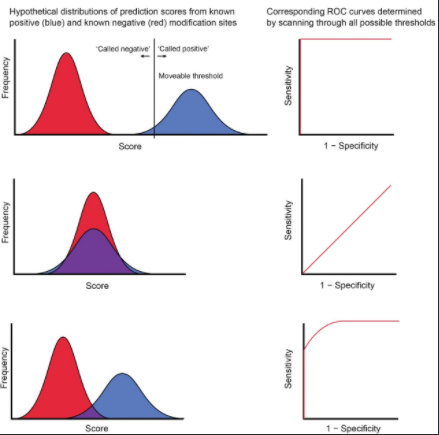 Hypothetical distributions of prediction scores from known
positive (blue) and known negative (red) modification sites
Corresponding ROC curves determined
by scanning through all possible thresholds
Frequency
'Called negative'
'Called positive'
Moveable threshold
Score
Sensitivity
1 − Specificity
Frequency
Score
Sensitivity
1 − Specificity
Frequency
Score
Sensitivity
1 − Specificity